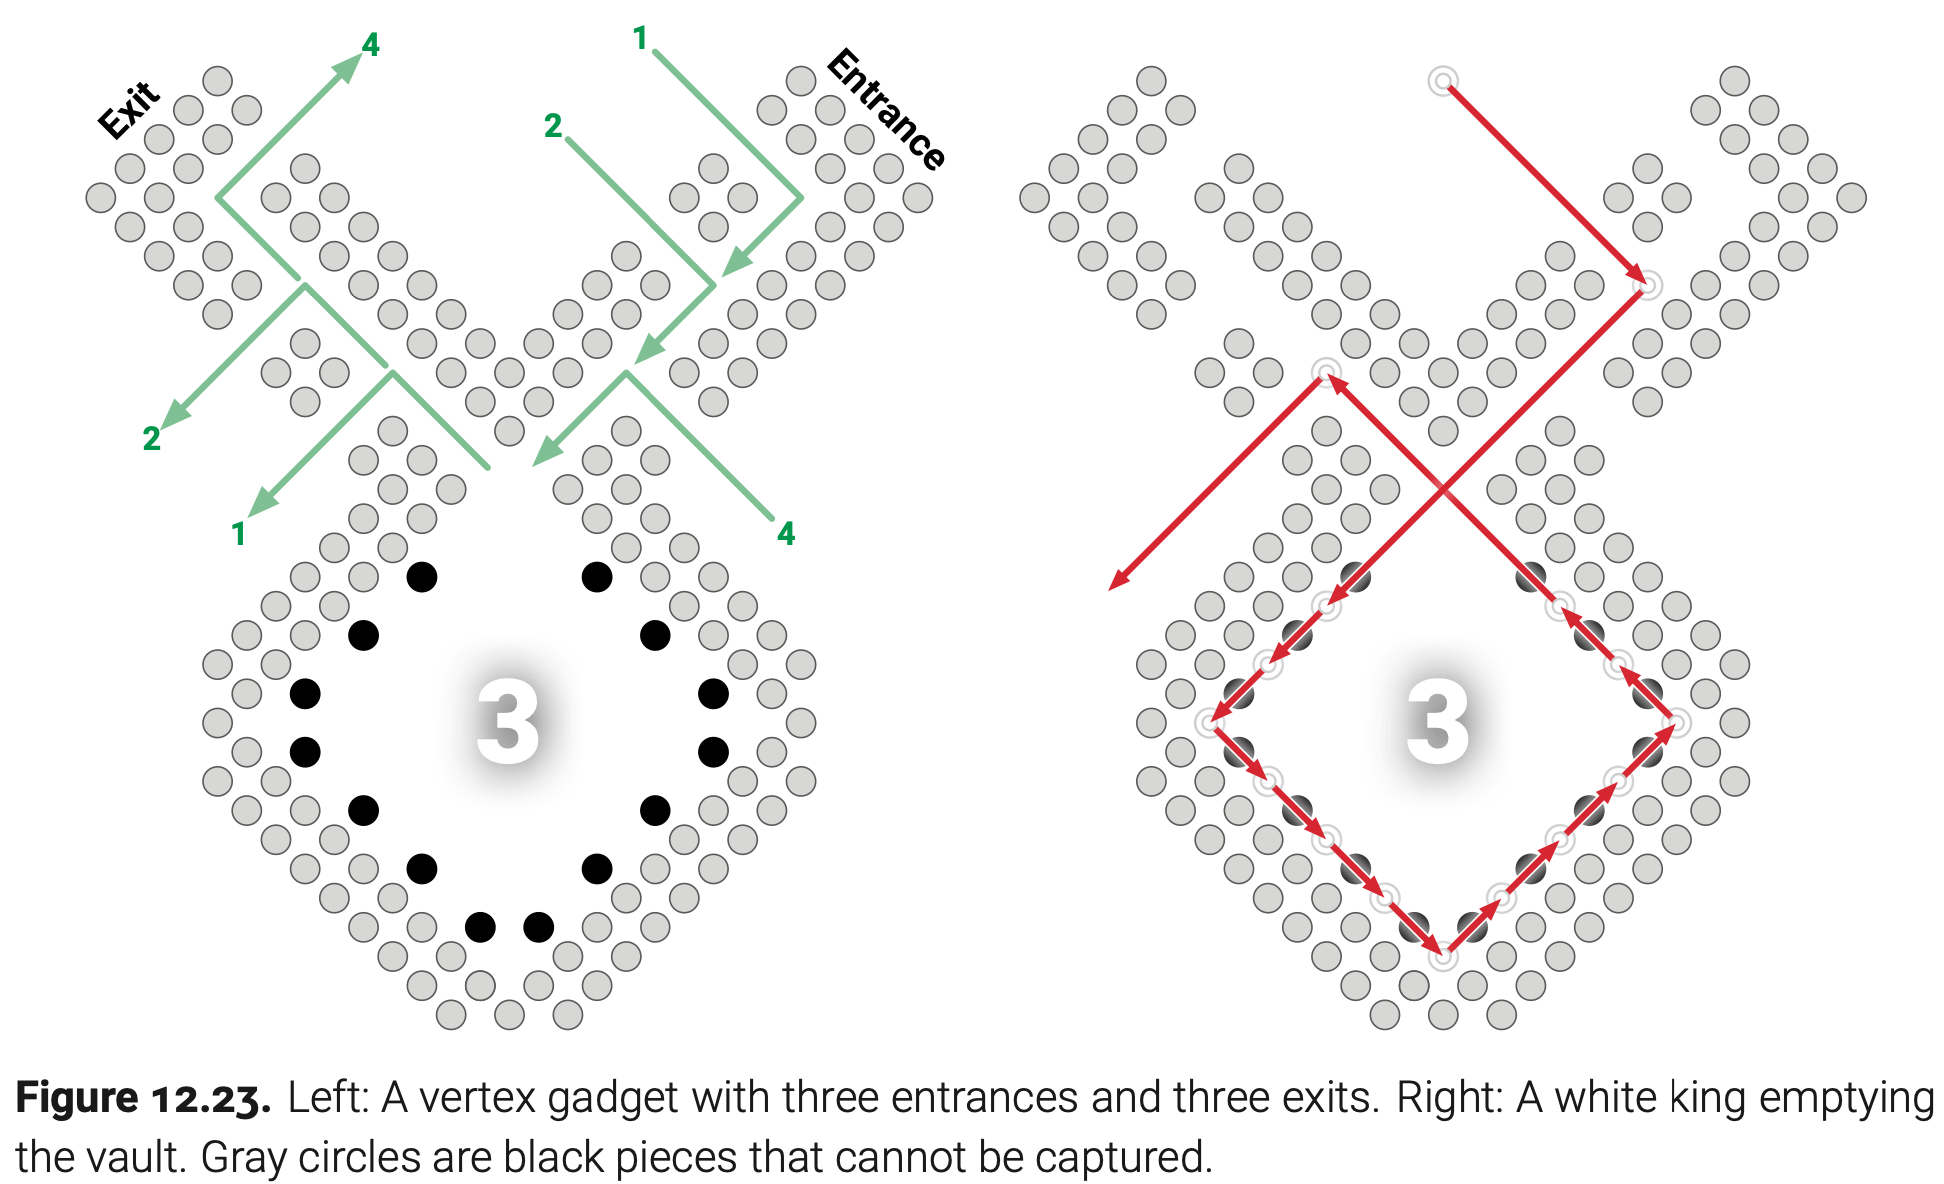 4
1
Exit
Entrance
2
2
1
4
3
3
Figure 12.23. Left: A vertex gadget with three entrances and three exits. Right: A white king emptying
the vault. Gray circles are black pieces that cannot be captured.